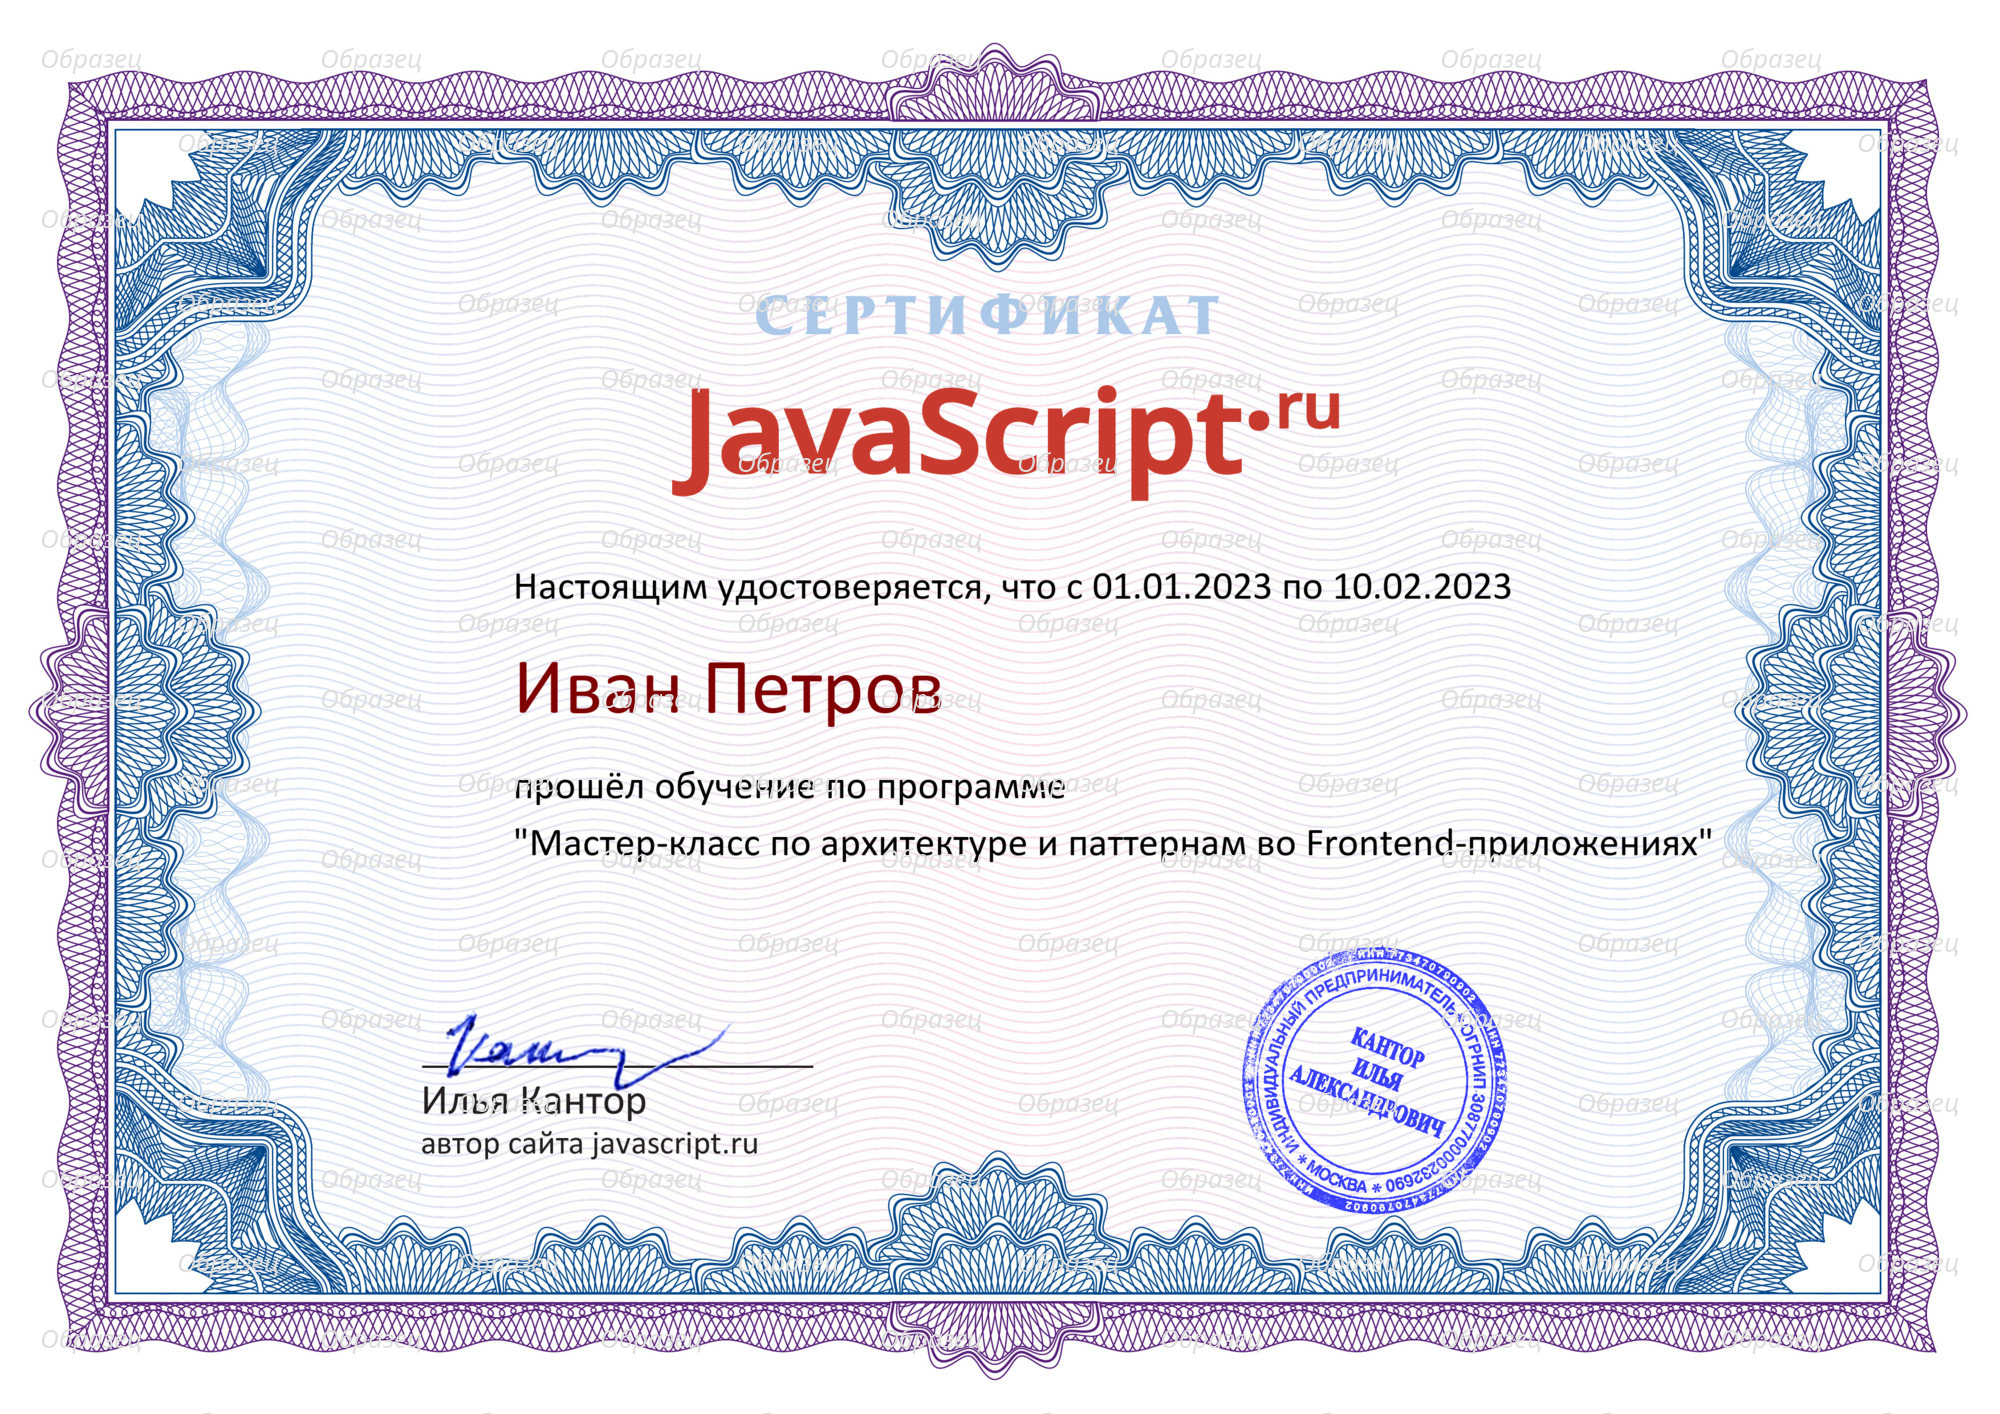 СЕРТИФИКАТ
JavaScript.ru
Настоящим удостоверяется, что с 01.01.2023 по 10.02.2023
Иван Петров
прошёл обучение по программе
"Мастер-класс по архитектуре и паттернам во Frontend-приложениях"
Илья Кантор
автор сайта javascript.ru
ИНДИВИДУАЛЬНЫЙ ПРЕДПРИНИМАТЕЛЬ
* МОСКВА *
КАНТОР
ИЛЬЯ
АЛЕКСАНДРОВИЧ
Образец